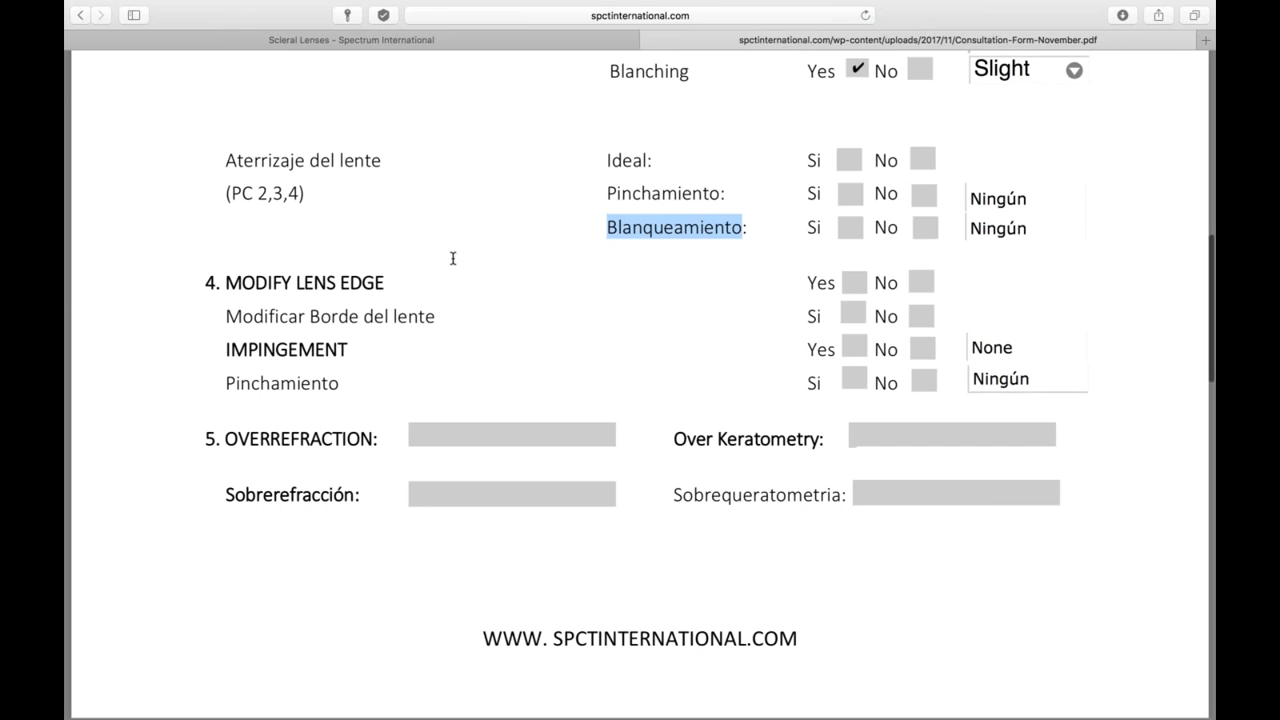 spctinternational.com
Scleral Lenses - Spectrum International
spctinternational.com/wp-content/uploads/2017/11/Consultation-Form-November.pdf
Blanching Yes ✔ No Slight
Aterrizaje del lente Ideal: Si No
(PC 2,3,4) Pinchamiento: Si No Ningún
Blanqueamiento: Si No Ningún
4. MODIFY LENS EDGE Yes No
Modificar Borde del lente Si No
IMPINGEMENT Yes No None
Pinchamiento Si No Ningún
5. OVERREFRACTION: Over Keratometry:
Sobrerefracción: Sobrequeratometria:
WWW. SPCTINTERNATIONAL.COM